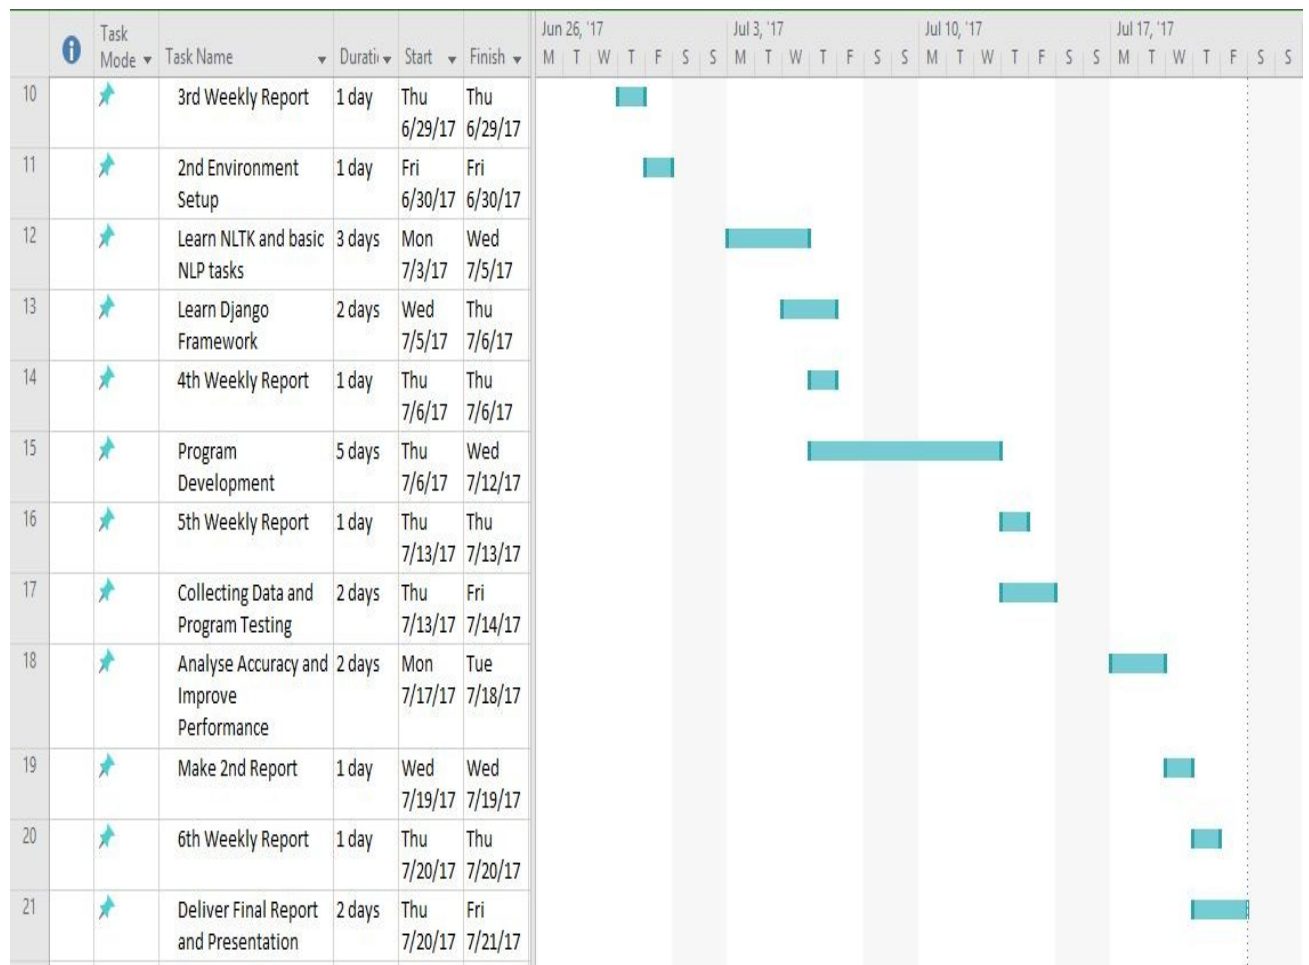 Task Mode Task Name Durati Start Finish
Jun 26, '17 Jul 3, '17 Jul 10, '17 Jul 17, '17
M T W T F S S M T W T F S S M T W T F S S M T W T F S S
10 3rd Weekly Report 1 day Thu Thu
6/29/17 6/29/17
11 2nd Environment 1 day Fri Fri
Setup 6/30/17 6/30/17
12 Learn NLTK and basic 3 days Mon Wed
NLP tasks 7/3/17 7/5/17
13 Learn Django 2 days Wed Thu
Framework 7/5/17 7/6/17
14 4th Weekly Report 1 day Thu Thu
7/6/17 7/6/17
15 Program 5 days Thu Wed
Development 7/6/17 7/12/17
16 5th Weekly Report 1 day Thu Thu
7/13/17 7/13/17
17 Collecting Data and 2 days Thu Fri
Program Testing 7/13/17 7/14/17
18 Analyse Accuracy and 2 days Mon Tue
Improve 7/17/17 7/18/17
Performance
19 Make 2nd Report 1 day Wed Wed
7/19/17 7/19/17
20 6th Weekly Report 1 day Thu Thu
7/20/17 7/20/17
21 Deliver Final Report 2 days Thu Fri
and Presentation 7/20/17 7/21/17